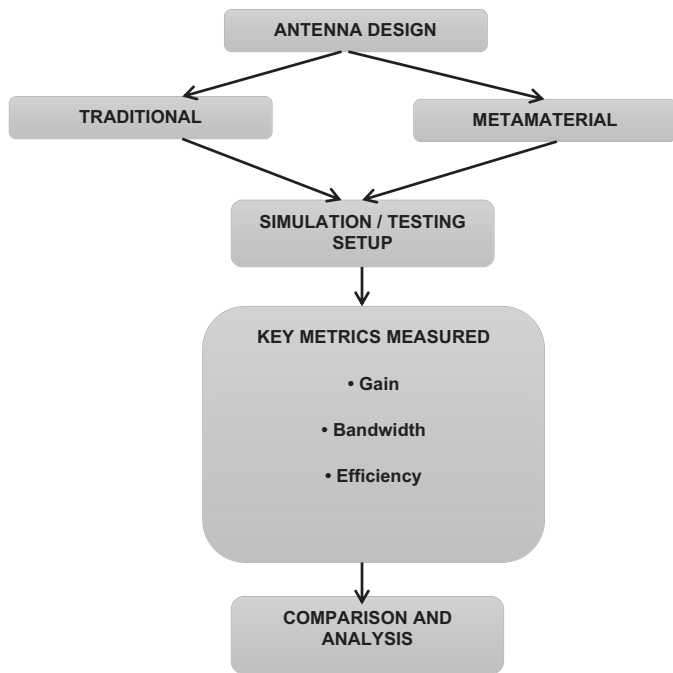 ANTENNA DESIGN
TRADITIONAL
METAMATERIAL
SIMULATION / TESTING
SETUP
KEY METRICS MEASURED
• Gain
• Bandwidth
• Efficiency
COMPARISON AND
ANALYSIS